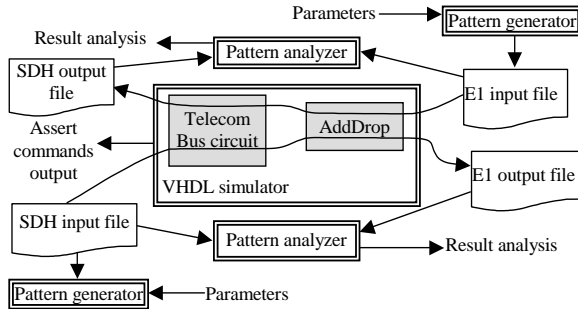 Parameters
Pattern generator
Result analysis
Pattern analyzer
SDH output
file
E1 input file
Telecom
Bus circuit
AddDrop
Assert
commands
output
VHDL simulator
E1 output file
SDH input file
Pattern analyzer
Result analysis
Pattern generator
Parameters